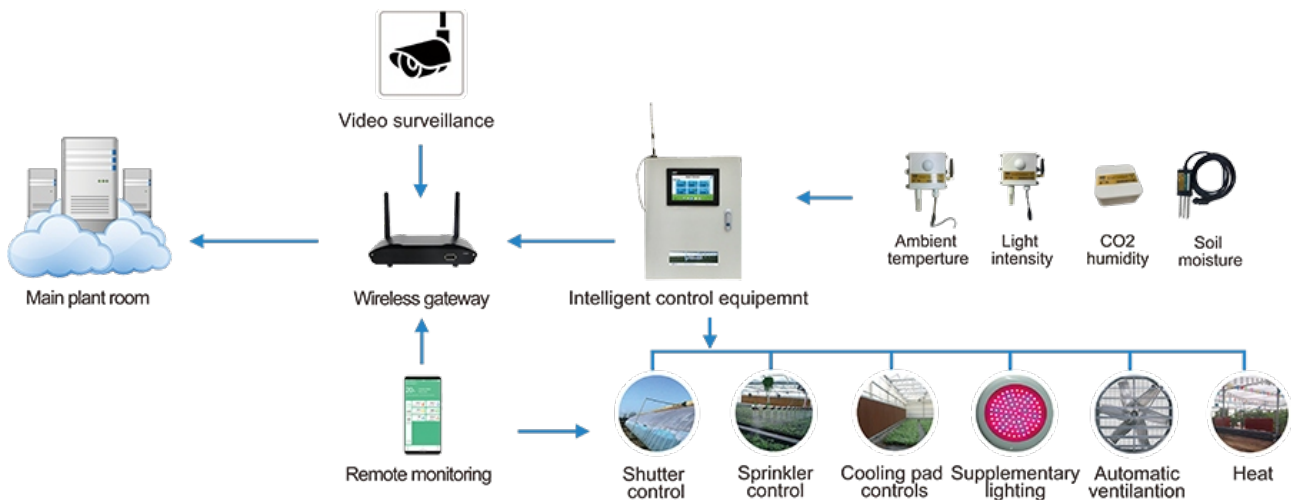 Video surveillance
Main plant room
Wireless gateway
Intelligent control equipemnt
Ambient
temperture
Light
intensity
CO2
humidity
Soil
moisture
Remote monitoring
Shutter
control
Sprinkler
control
Cooling pad
controls
Supplementary
lighting
Automatic
ventilantion
Heat